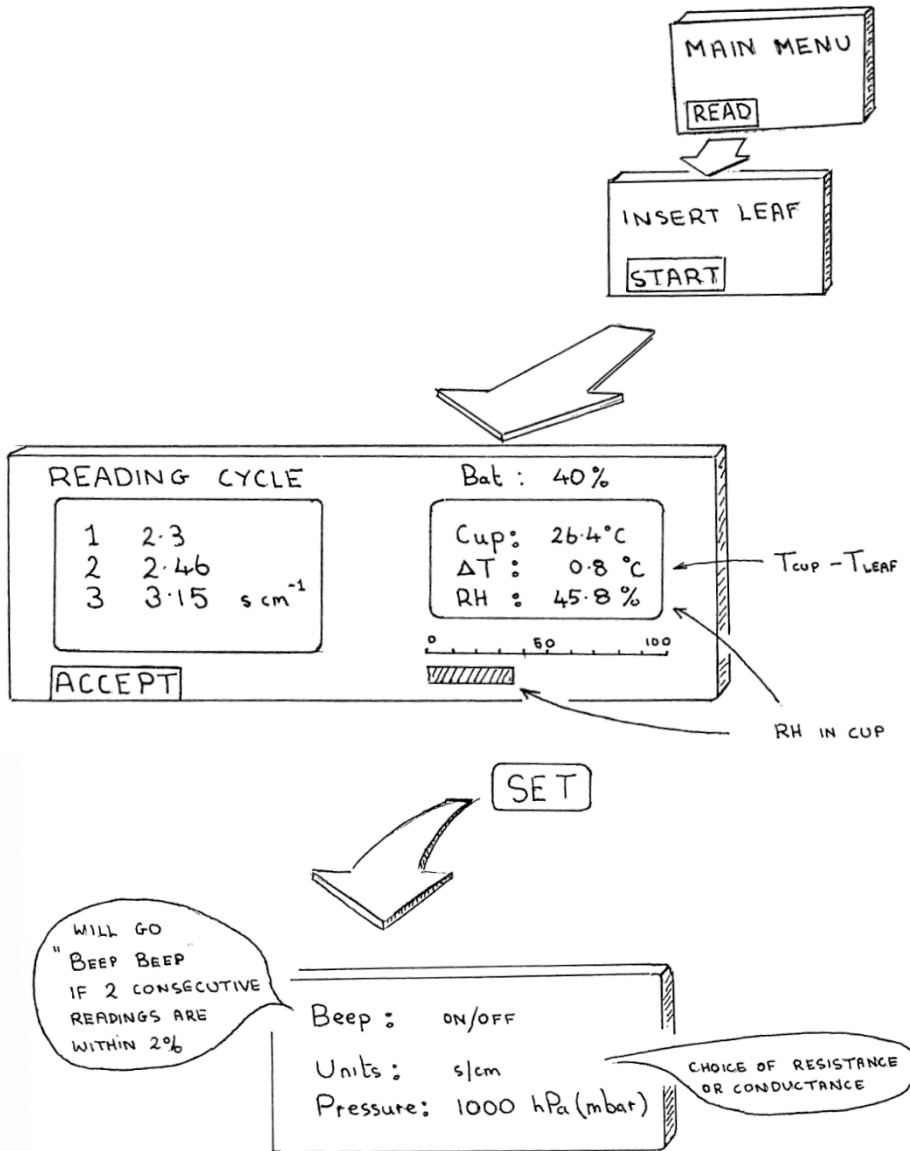 MAIN MENU
READ
INSERT LEAF
START
READING CYCLE
1 2·3
2 2·46
3 3·15 s cm⁻¹
ACCEPT
Bat : 40%
Cup: 26.4°C
ΔT : 0.8 °C
RH : 45.8 %
0 50 100
TCUP - TLEAF
RH IN CUP
SET
WILL GO
"BEEP BEEP"
IF 2 CONSECUTIVE
READINGS ARE
WITHIN 2%
Beep : ON/OFF
Units : s/cm
Pressure: 1000 hPa (mbar)
CHOICE OF RESISTANCE
OR CONDUCTANCE